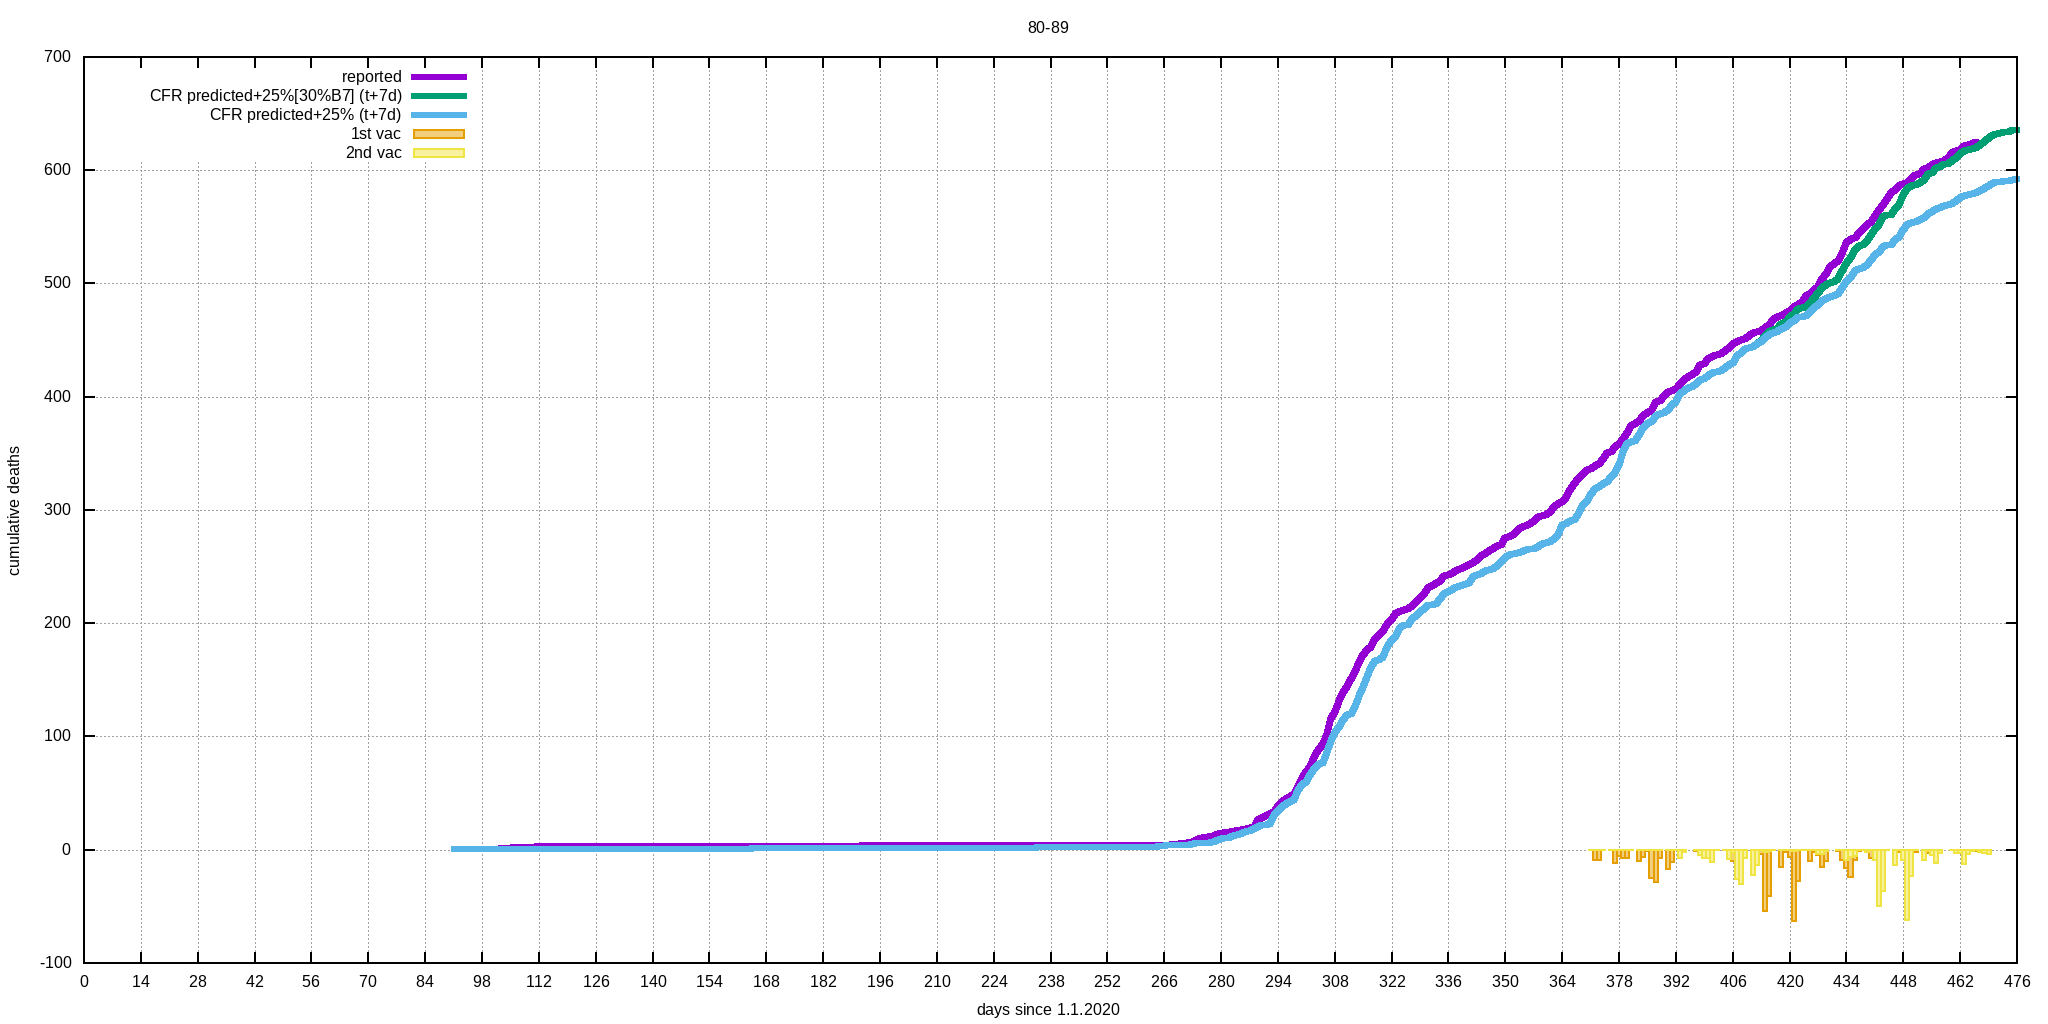 80-89
700
600
500
400
300
200
100
0
-100
cumulative deaths
reported
CFR predicted+25%[30%B7] (t+7d)
CFR predicted+25% (t+7d)
1st vac
2nd vac
0 14 28 42 56 70 84 98 112 126 140 154 168 182 196 210 224 238 252 266 280 294 308 322 336 350 364 378 392 406 420 434 448 462 476
days since 1.1.2020